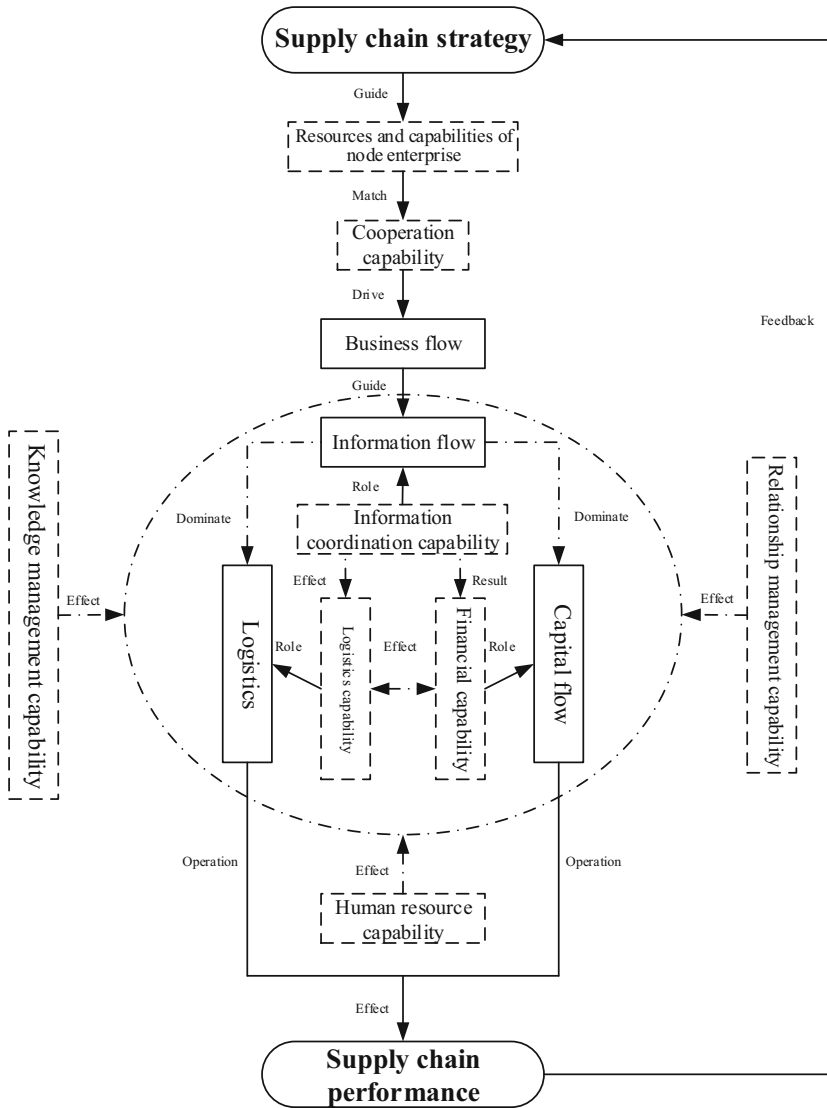 Supply chain strategy
Guide
Resources and capabilities of
node enterprise
Match
Cooperation
capability
Drive
Business flow
Feedback
Guide
Information flow
Knowledge management capability
Relationship management capability
Role
Dominate
Information
coordination capability
Dominate
Effect
Effect
Result
Effect
Logistics
Role
Logistics capability
Effect
Financial capability
Role
Capital flow
Operation
Effect
Operation
Human resource
capability
Effect
Supply chain
performance